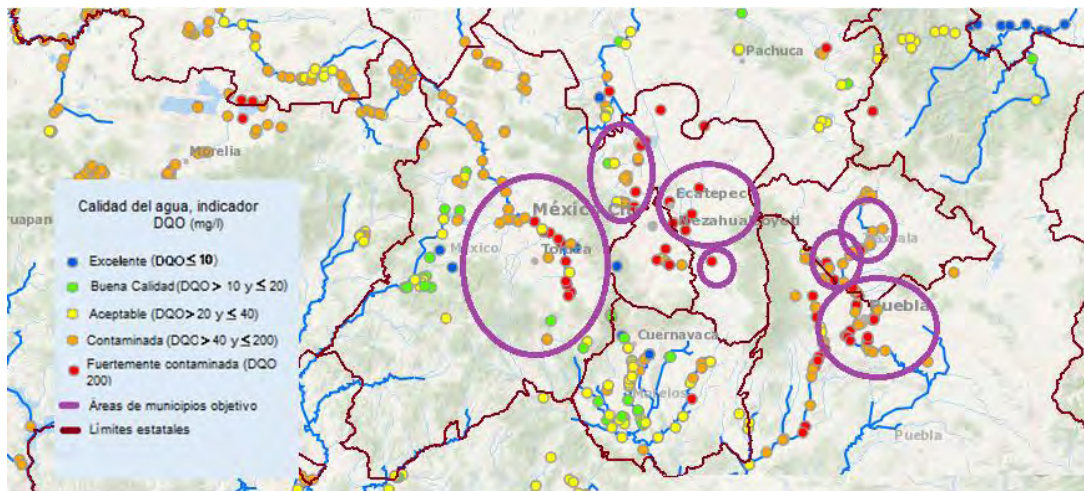 Pachuca
Morelia
Ecatepec
México
Toluca
Puebla
Cuernavaca
Morelos
Puebla
Calidad del agua, indicador
DQO (mg/l)
Excelente (DQO ≤ 10)
Buena Calidad (DQO > 10 y ≤ 20)
Aceptable (DQO > 20 y ≤ 40)
Contaminada (DQO > 40 y ≤ 200)
Fuertemente contaminada (DQO
200)
Áreas de municipios objetivo
Límites estatales